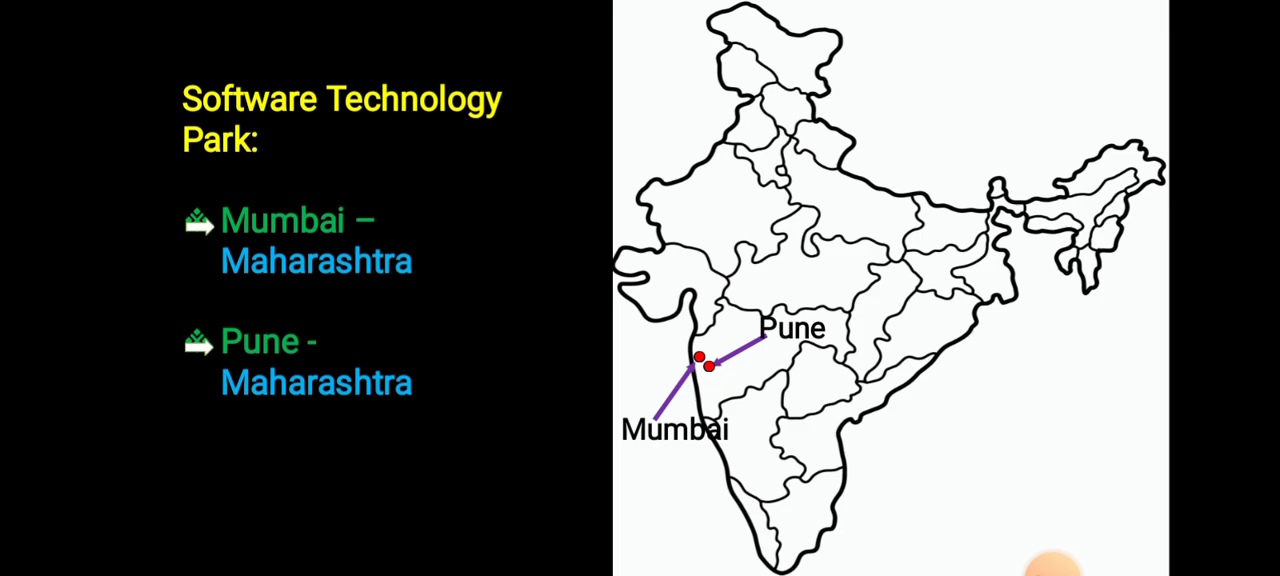 Software Technology
Park:
Mumbai –
Maharashtra
Pune -
Maharashtra
Pune
Mumbai